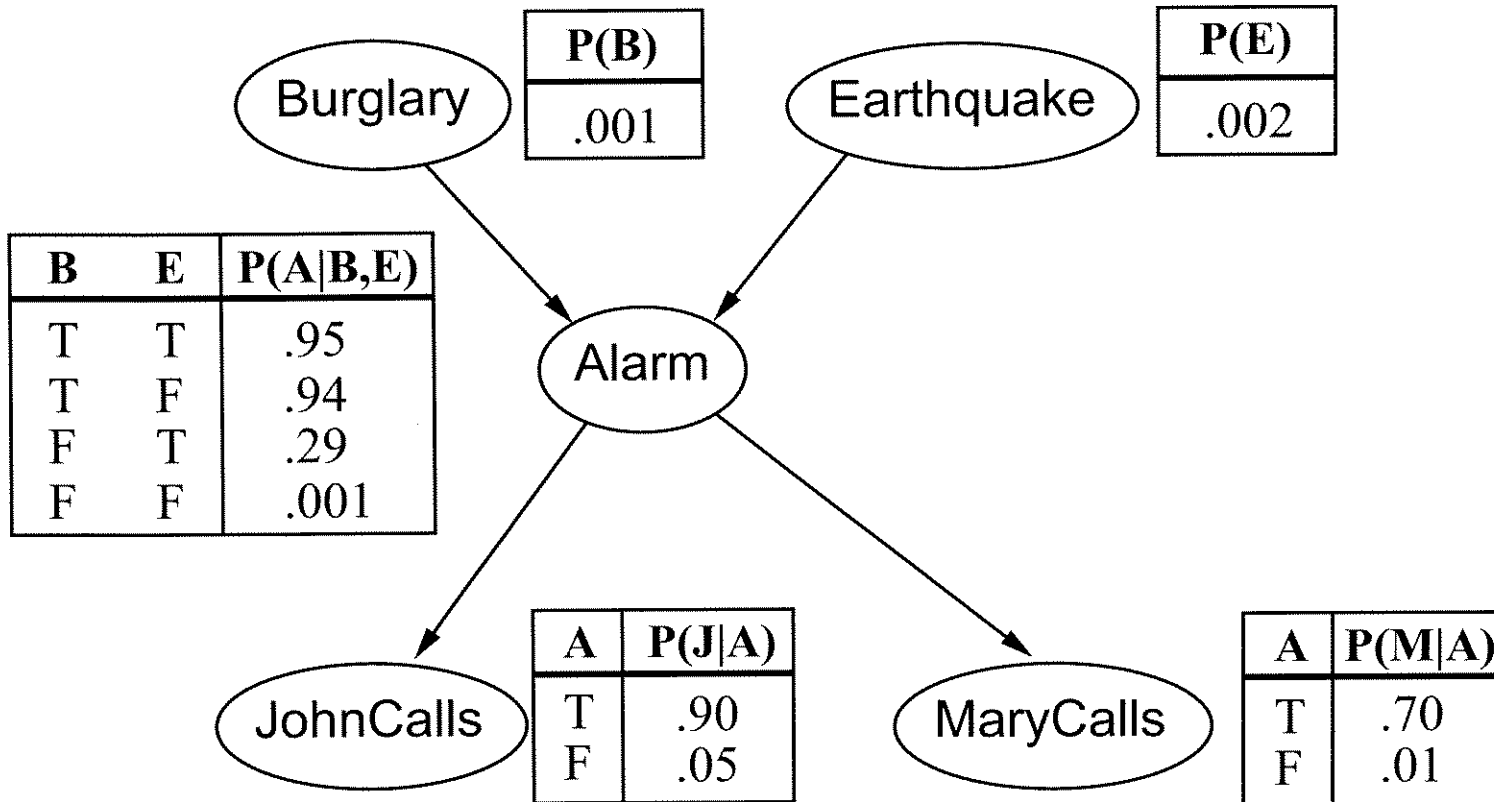 Burglary
P(B)
.001
Earthquake
P(E)
.002
B E P(A|B,E)
T T .95
T F .94
F T .29
F F .001
Alarm
JohnCalls
A P(J|A)
T .90
F .05
MaryCalls
A P(M|A)
T .70
F .01